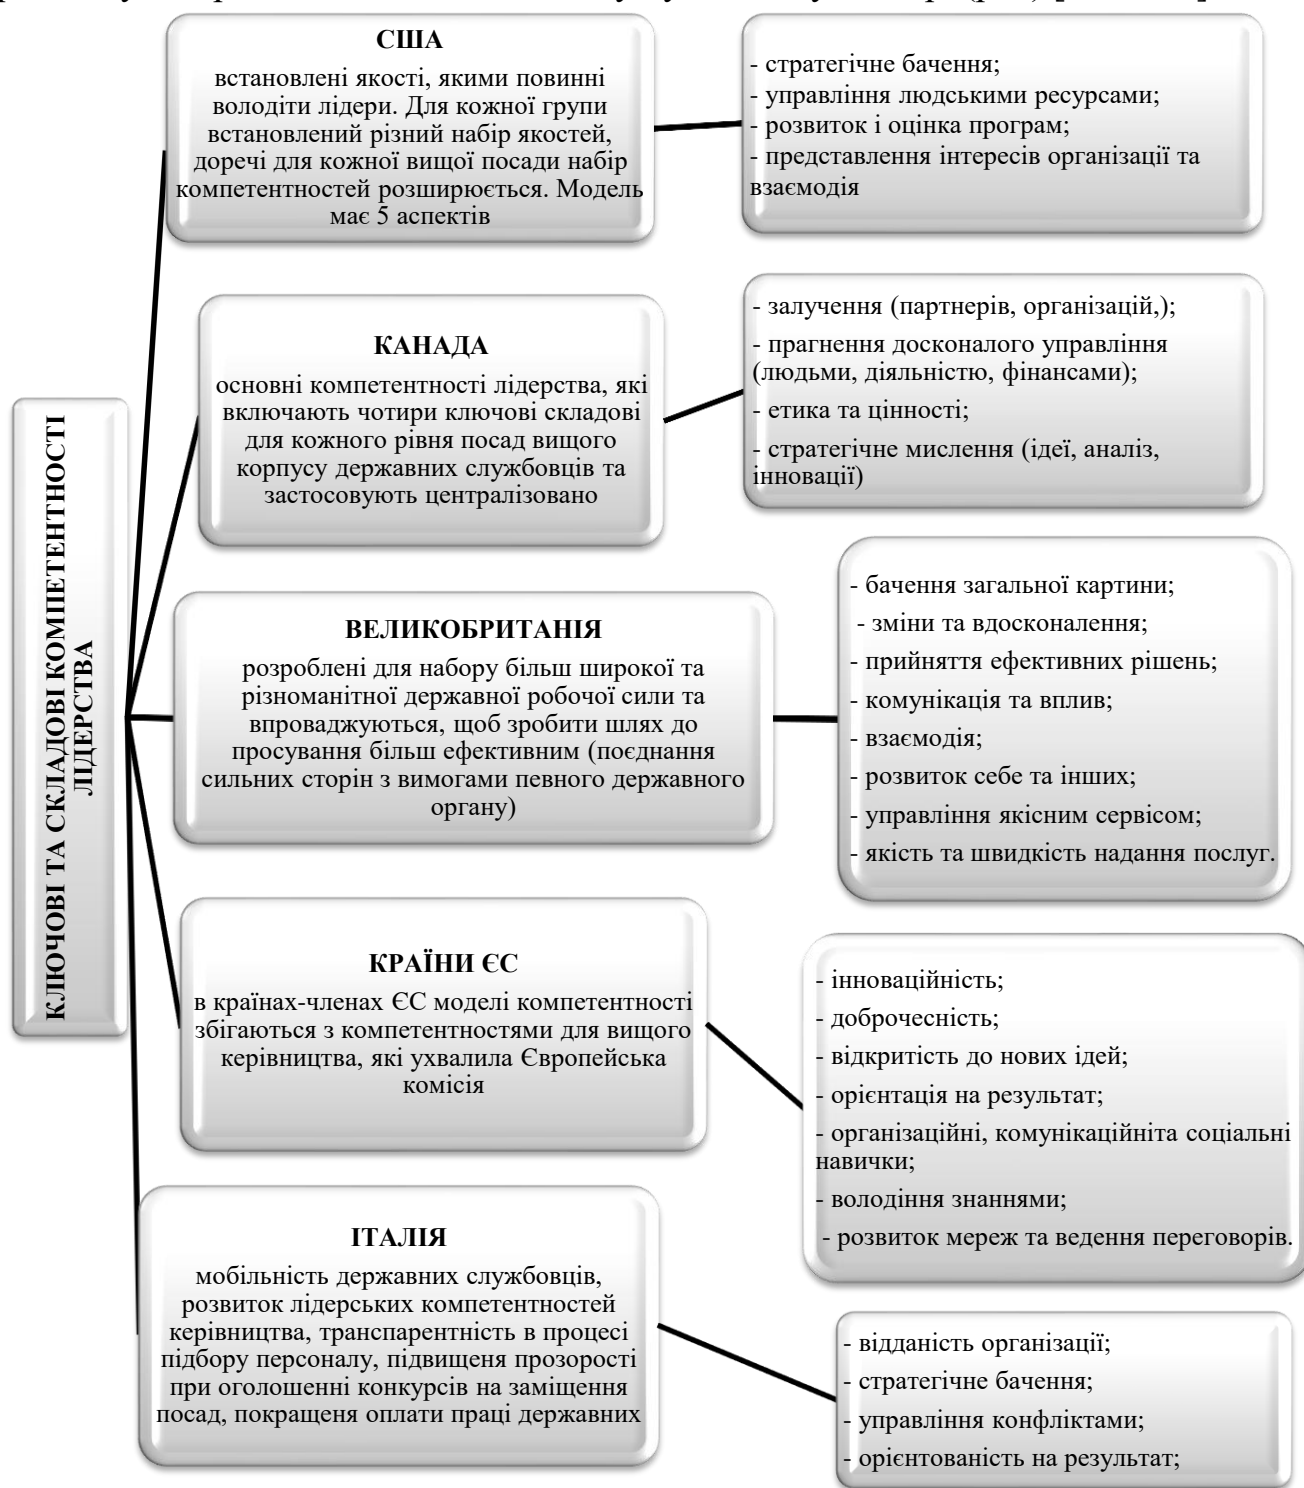 КЛЮЧОВІ ТА СКЛАДОВІ КОМПЕТЕНТНОСТІ
ЛІДЕРСТВА
США
встановлені якості, якими повинні
володіти лідери. Для кожної групи
встановлений різний набір якостей,
доречі для кожної вищої посади набір
компетентностей розширюється. Модель
має 5 аспектів
- стратегічне бачення;
- управління людськими ресурсами;
- розвиток і оцінка програм;
- представлення інтересів організації та
взаємодія
КАНАДА
основні компетентності лідерства, які
включають чотири ключові складові
для кожного рівня посад вищого
корпусу державних службовців та
застосовують централізовано
- залучення (партнерів, організацій,);
- прагнення досконалого управління
(людьми, діяльністю, фінансами);
- етика та цінності;
- стратегічне мислення (ідеї, аналіз,
інновації)
ВЕЛИКОБРИТАНІЯ
розроблені для набору більш широкої та
різноманітної державної робочої сили та
впроваджуються, щоб зробити шлях до
просування більш ефективним (поєднання
сильних сторін з вимогами певного державного
органу)
- бачення загальної картини;
- зміни та вдосконалення;
- прийняття ефективних рішень;
- комунікація та вплив;
- взаємодія;
- розвиток себе та інших;
- управління якісним сервісом;
- якість та швидкість надання послуг.
КРАЇНИ ЄС
в країнах-членах ЄС моделі компетентності
збігаються з компетентностями для вищого
керівництва, які ухвалила Європейська
комісія
- інноваційність;
- доброчесність;
- відкритість до нових ідей;
- орієнтація на результат;
- організаційні, комунікаційніта соціальні
навички;
- володіння знаннями;
- розвиток мереж та ведення переговорів.
ІТАЛІЯ
мобільність державних службовців,
розвиток лідерських компетентностей
керівництва, транспарентність в процесі
підбору персоналу, підвищеня прозорості
при оголошенні конкурсів на заміщення
посад, покращеня оплати праці державних
- відданість організації;
- стратегічне бачення;
- управління конфліктами;
- орієнтованість на результат;